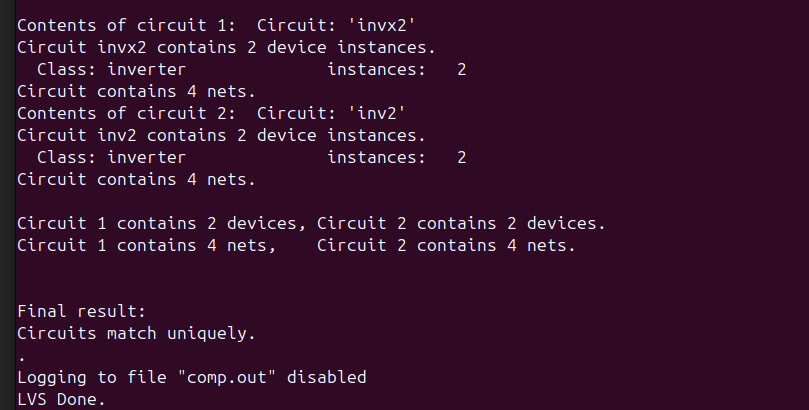 Contents of circuit 1:  Circuit: 'invx2'
Circuit invx2 contains 2 device instances.
  Class: inverter              instances:   2
Circuit contains 4 nets.
Contents of circuit 2:  Circuit: 'inv2'
Circuit inv2 contains 2 device instances.
  Class: inverter              instances:   2
Circuit contains 4 nets.

Circuit 1 contains 2 devices, Circuit 2 contains 2 devices.
Circuit 1 contains 4 nets,    Circuit 2 contains 4 nets.


Final result:
Circuits match uniquely.
.
Logging to file "comp.out" disabled
LVS Done.